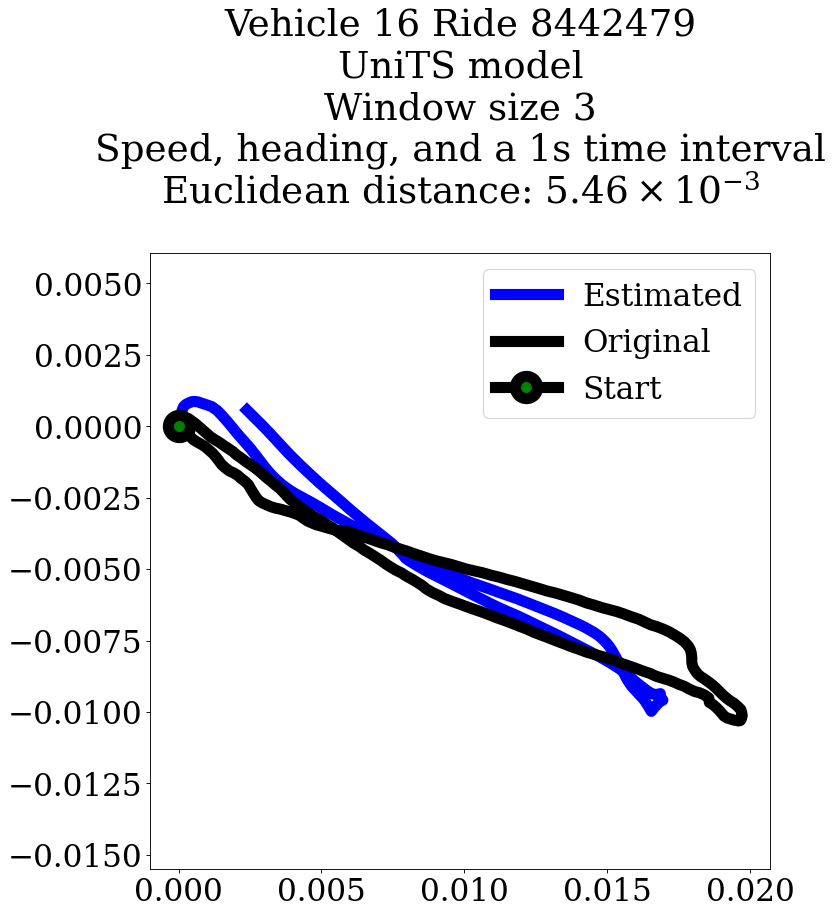 Vehicle 16 Ride 8442479
UniTS model
Window size 3
Speed, heading, and a 1s time interval
Euclidean distance: 5.46 × 10⁻³
Estimated
Original
Start
0.0050
0.0025
0.0000
−0.0025
−0.0050
−0.0075
−0.0100
−0.0125
−0.0150
0.000 0.005 0.010 0.015 0.020